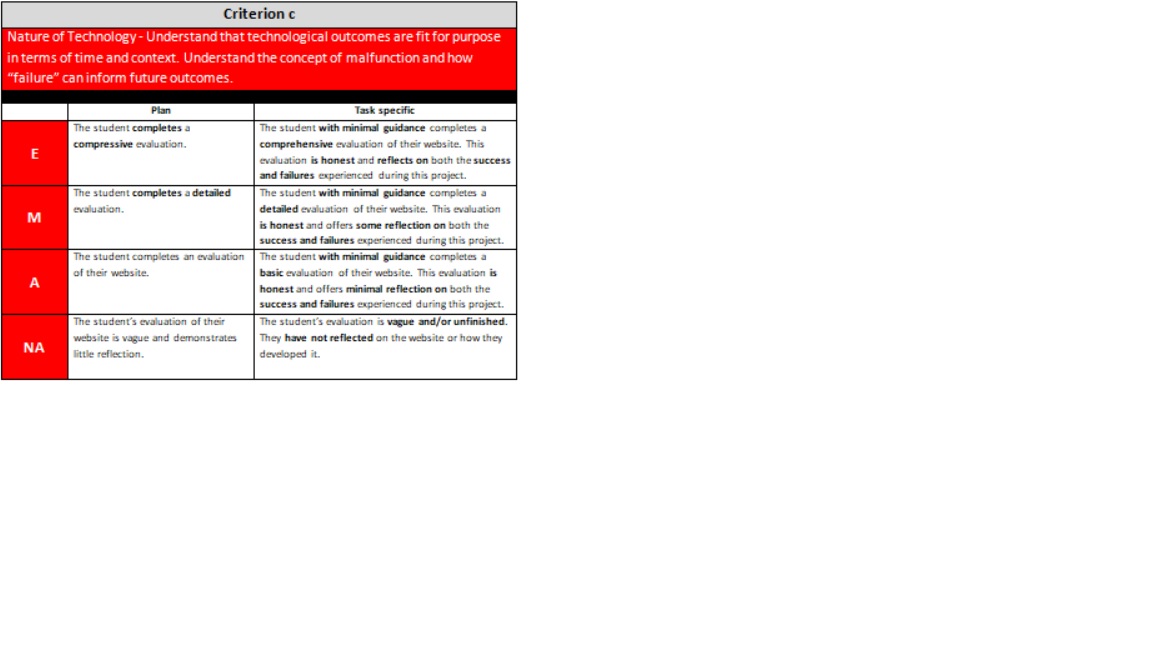 Criterion c
Nature of Technology - Understand that technological outcomes are fit for purpose
in terms of time and context. Understand the concept of malfunction and how
“failure” can inform future outcomes.
Plan
Task specific
E
The student completes a
compressive evaluation.
The student with minimal guidance completes a
comprehensive evaluation of their website. This
evaluation is honest and reflects on both the success
and failures experienced during this project.
M
The student completes a detailed
evaluation.
The student with minimal guidance completes a
detailed evaluation of their website. This evaluation
is honest and offers some reflection on both the
success and failures experienced during this project.
A
The student completes an evaluation
of their website.
The student with minimal guidance completes a
basic evaluation of their website. This evaluation is
honest and offers minimal reflection on both the
success and failures experienced during this project.
NA
The student’s evaluation of their
website is vague and demonstrates
little reflection.
The student’s evaluation is vague and/or unfinished.
They have not reflected on the website or how they
developed it.